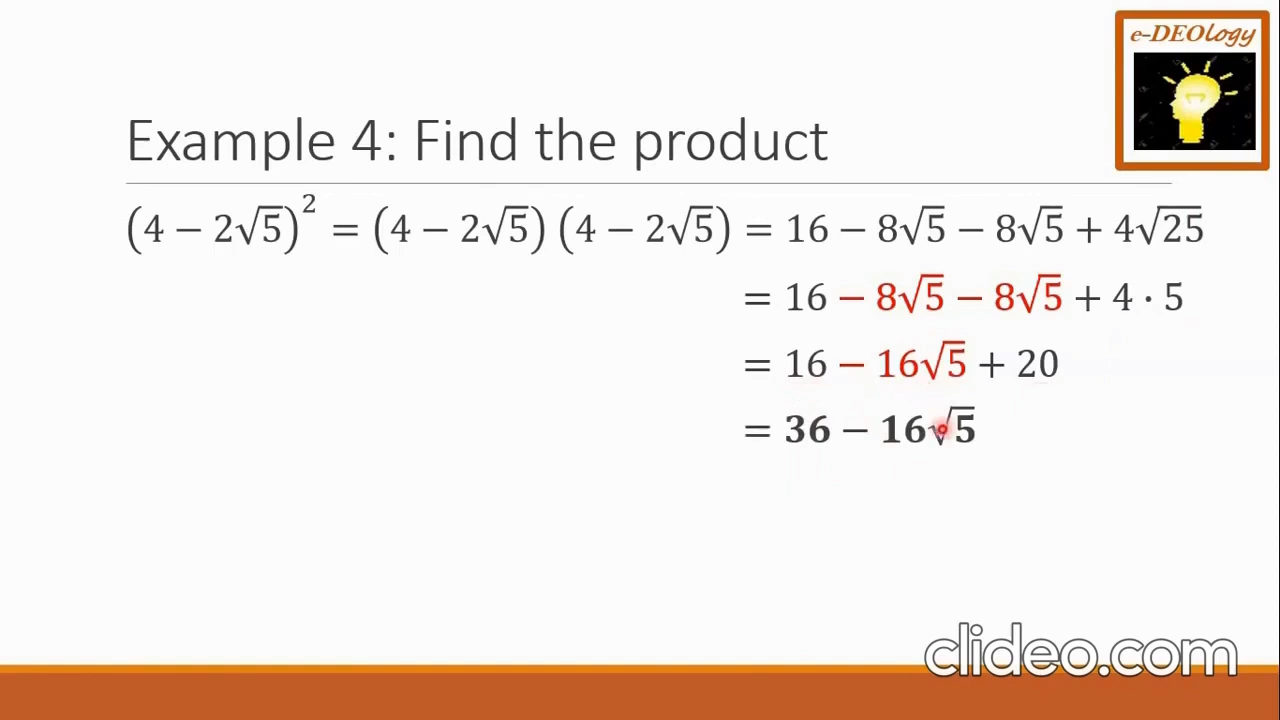 e-DEOlogy
Example 4: Find the product
(4 − 2√5)² = (4 − 2√5) (4 − 2√5) = 16 − 8√5 − 8√5 + 4√25
= 16 − 8√5 − 8√5 + 4 · 5
= 16 − 16√5 + 20
= 36 − 16√5
clideo.com